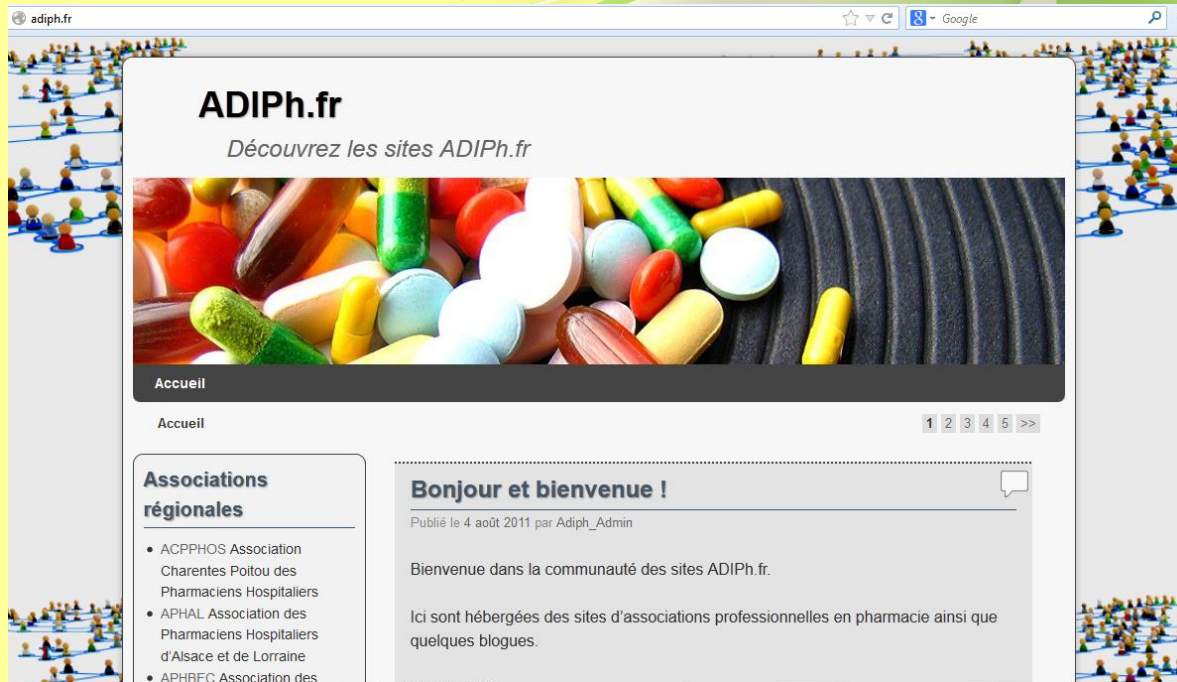 adiph.fr
Google
ADIPh.fr
Découvrez les sites ADIPh.fr
Accueil
Accueil
1 2 3 4 5 >>
Associations
régionales
ACPPHOS Association
Charentes Poitou des
Pharmaciens Hospitaliers
APHAL Association des
Pharmaciens Hospitaliers
d'Alsace et de Lorraine
APHBFC Association des
Bonjour et bienvenue !
Publié le 4 août 2011 par Adiph_Admin
Bienvenue dans la communauté des sites ADIPh.fr.
Ici sont hébergées des sites d'associations professionnelles en pharmacie ainsi que
quelques blogues.